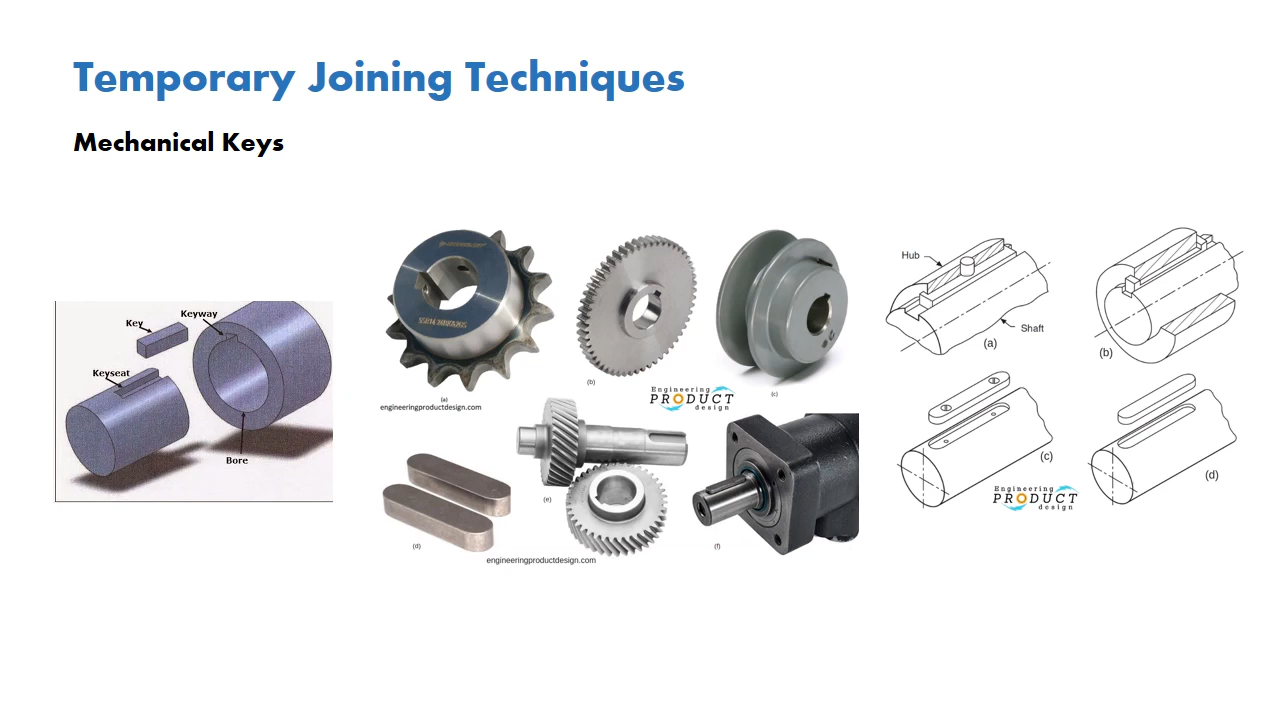 Temporary Joining Techniques
Mechanical Keys
Key
Keyway
Keyseat
Bore
(a)
engineeringproductdesign.com
(b)
Engineering
PRODUCT
design
(c)
(d)
(e)
engineeringproductdesign.com
(f)
Hub
Shaft
(a)
(b)
(c)
Engineering
PRODUCT
design
(d)